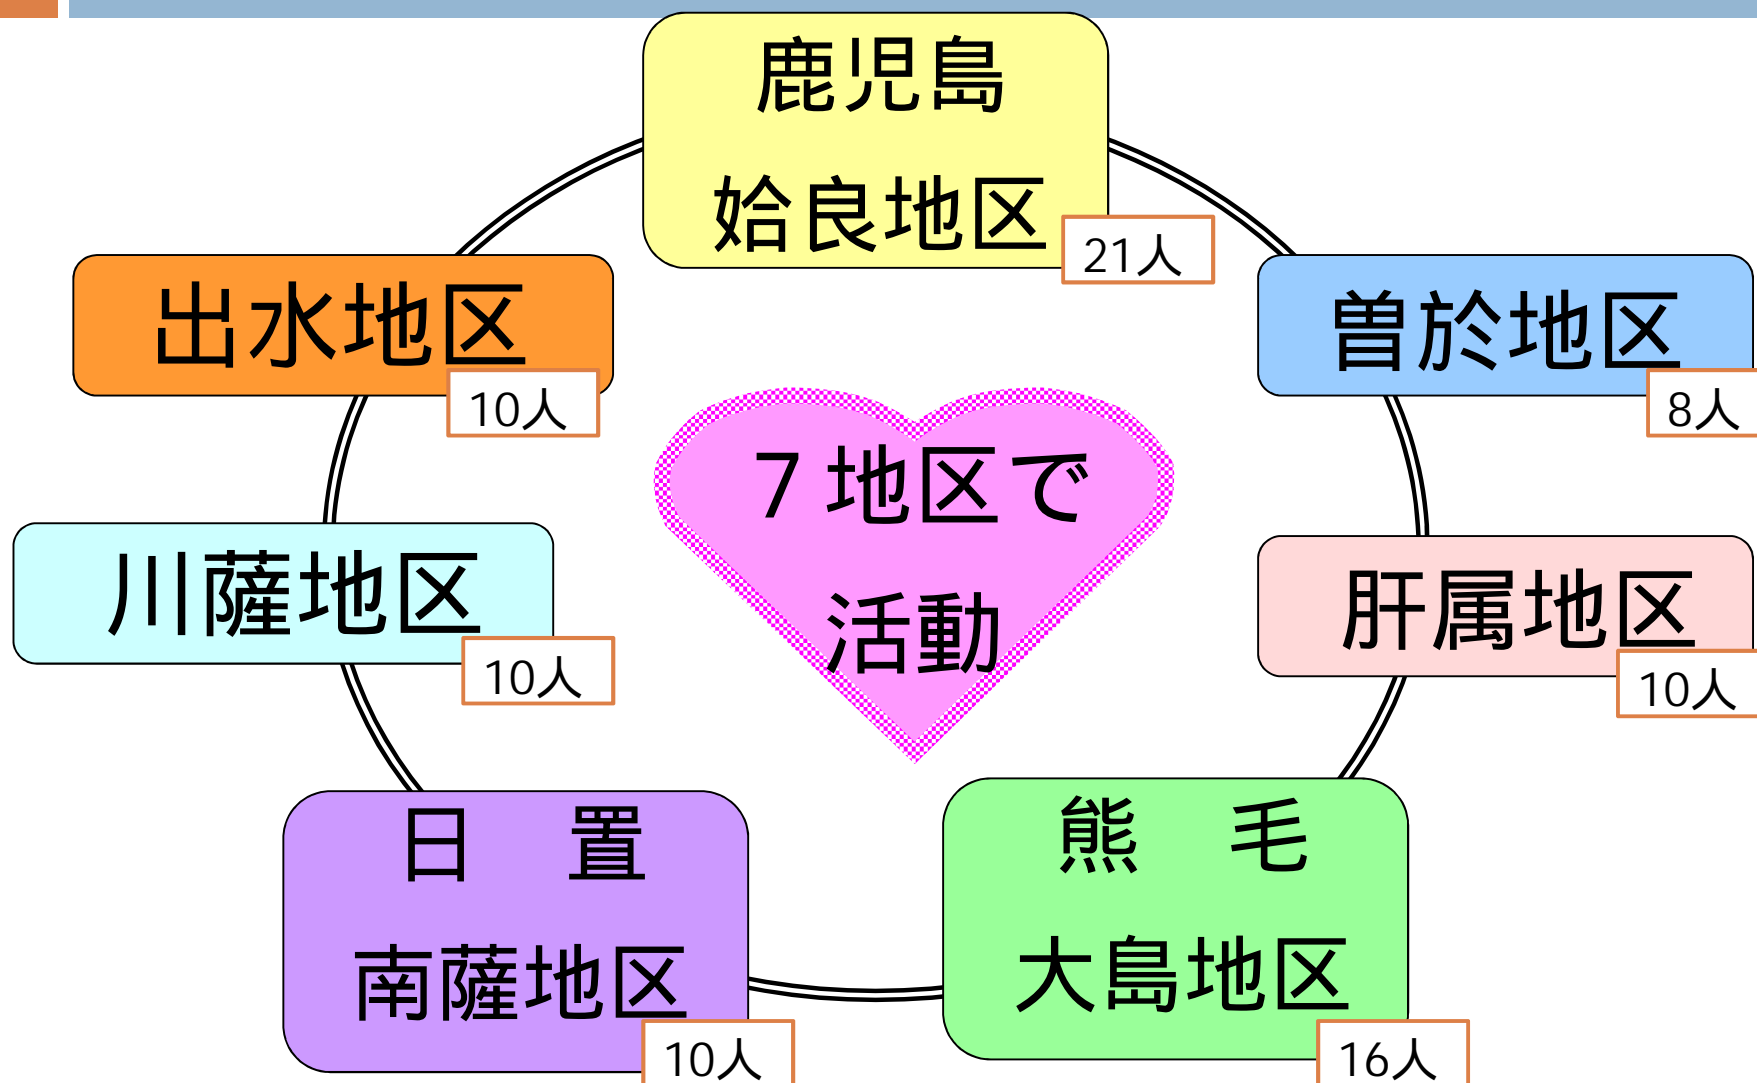 鹿児島
姶良地区
21人
出水地区
10人
曽於地区
8人
７地区で
活動
川薩地区
10人
肝属地区
10人
日　置
南薩地区
10人
熊　毛
大島地区
16人